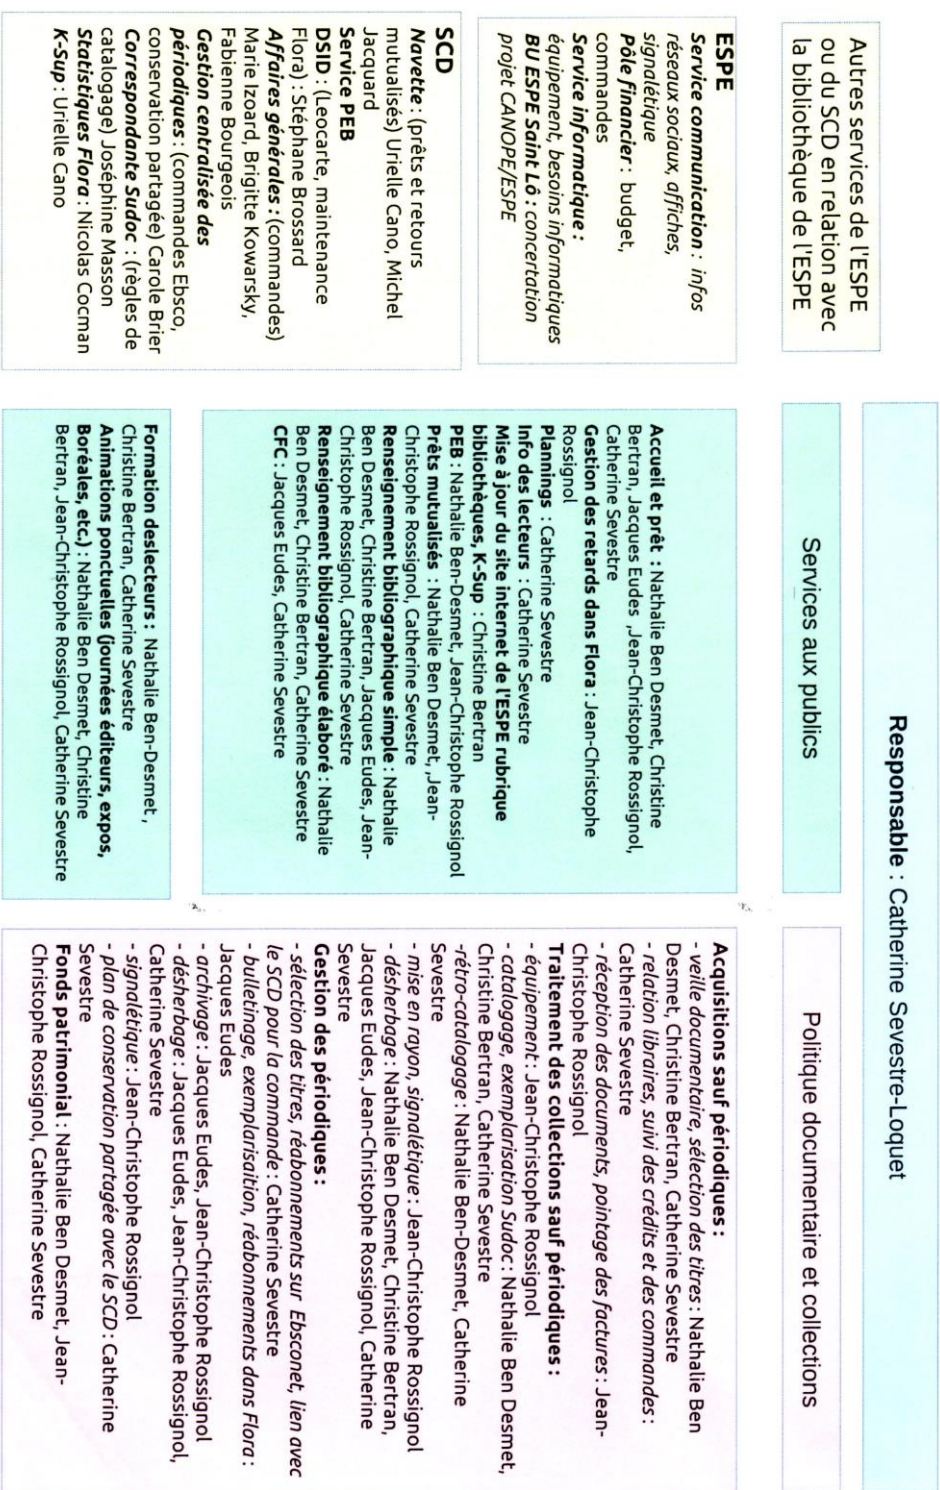 Responsable : Catherine Sevestre-Loquet
Autres services de l'ESPE
ou du SCD en relation avec
la bibliothèque de l'ESPE
ESPE
Service communication : infos
réseaux sociaux, affiches,
signalétique
Pôle financier : budget,
commandes
Service informatique :
équipement, besoins informatiques
BU ESPE Saint Lô : concertation
projet CANOPE/ESPE
SCD
Navette : (prêts et retours
mutualisés) Urielle Cano, Michel
Jacquard
Service PEB
DSID : (Leocarte, maintenance
Flora) : Stéphane Brossard
Affaires générales : (commandes)
Marie Izoard, Brigitte Kowarsky,
Fabienne Bourgeois
Gestion centralisée des
périodiques : (commandes Ebsco,
conservation partagée) Carole Brier
Correspondante Sudoc : (règles de
catalogage) Joséphine Masson
Statistiques Flora : Nicolas Cocman
K-Sup : Urielle Cano
Services aux publics
Accueil et prêt : Nathalie Ben Desmet, Christine
Bertran, Jacques Eudes ,Jean-Christophe Rossignol,
Catherine Sevestre
Gestion des retards dans Flora : Jean-Christophe
Rossignol
Plannings : Catherine Sevestre
Info des lecteurs : Catherine Sevestre
Mise à jour du site internet de l'ESPE rubrique
bibliothèques, K-Sup : Christine Bertran
PEB : Nathalie Ben-Desmet, Jean-Christophe Rossignol
Prêts mutualisés : Nathalie Ben Desmet, ,Jean-
Christophe Rossignol, Catherine Sevestre
Renseignement bibliographique simple : Nathalie
Ben Desmet, Christine Bertran, Jacques Eudes, Jean-
Christophe Rossignol, Catherine Sevestre
Renseignement bibliographique élaboré : Nathalie
Ben Desmet, Christine Bertran, Catherine Sevestre
CFC : Jacques Eudes, Catherine Sevestre
Formation deslecteurs : Nathalie Ben-Desmet ,
Christine Bertran, Catherine Sevestre
Animations ponctuelles (journées éditeurs, expos,
Boréales, etc.) : Nathalie Ben Desmet, Christine
Bertran, Jean-Christophe Rossignol, Catherine Sevestre
Politique documentaire et collections
Acquisitions sauf périodiques :
- veille documentaire, sélection des titres : Nathalie Ben
Desmet, Christine Bertran, Catherine Sevestre
- relation libraires, suivi des crédits et des commandes :
Catherine Sevestre
- réception des documents, pointage des factures : Jean-
Christophe Rossignol
Traitement des collections sauf périodiques :
- équipement : Jean-Christophe Rossignol
- catalogage, exemplarisation Sudoc : Nathalie Ben Desmet,
Christine Bertran, Catherine Sevestre
-rétro-catalogage : Nathalie Ben-Desmet, Catherine
Sevestre
- mise en rayon, signalétique : Jean-Christophe Rossignol
- désherbage : Nathalie Ben Desmet, Christine Bertran,
Jacques Eudes, Jean-Christophe Rossignol, Catherine
Sevestre
Gestion des périodiques :
- sélection des titres, réabonnements sur Ebsconet, lien avec
le SCD pour la commande : Catherine Sevestre
- bulletinage, exemplarisation, réabonnements dans Flora :
Jacques Eudes
- archivage : Jacques Eudes, Jean-Christophe Rossignol
- désherbage : Jacques Eudes, Jean-Christophe Rossignol,
Catherine Sevestre
- signalétique : Jean-Christophe Rossignol
- plan de conservation partagée avec le SCD : Catherine
Sevestre
Fonds patrimonial : Nathalie Ben Desmet, Jean-
Christophe Rossignol, Catherine Sevestre